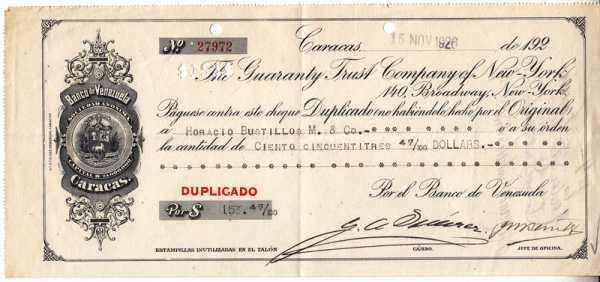 No 27972
Caracas, 15 NOV 1926 de 192
The Guaranty Trust Company of New-York.
140, Broadway, New-York.
Páguese contra este cheque Duplicado (no habiéndolo hecho por el Original)
á HORACIO BUSTILLOS M. & CO. ó a su orden
la cantidad de CIENTO CINCUENTITRES 47/00 DOLLARS.-
Banco de Venezuela
SOCIEDAD ANONIMA
Caracas.
DUPLICADO
Por el Banco de Venezuela
Por $ 153.47/00
ESTAMPILLAS INUTILIZADAS EN EL TALÓN
CAJERO.
JEFE DE OFICINA.